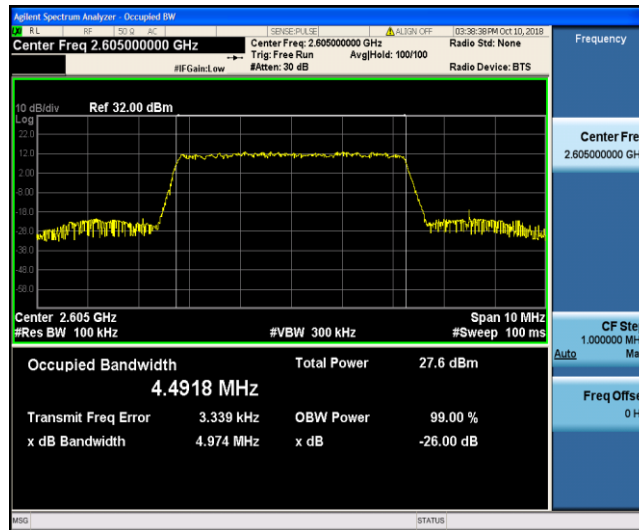 Agilent Spectrum Analyzer - Occupied BW
RL RF 50 Ω AC SENSE:PULSE ALIGN OFF 03:38:38 PM Oct 10, 2018
Center Freq 2.605000000 GHz Center Freq: 2.605000000 GHz Radio Std: None Frequency
Trig: Free Run Avg|Hold: 100/100
#IFGain:Low #Atten: 30 dB Radio Device: BTS
10 dB/div Ref 32.00 dBm
Log
22.0
12.0
2.00
-8.00
-18.0
-28.0
-38.0
-48.0
-58.0
Center Fre
2.605000000 GH
Center 2.605 GHz Span 10 MHz
#Res BW 100 kHz #VBW 300 kHz #Sweep 100 ms
CF Ste
1.000000 MH
Auto Ma
Occupied Bandwidth Total Power 27.6 dBm
4.4918 MHz
Transmit Freq Error 3.339 kHz OBW Power 99.00 %
x dB Bandwidth 4.974 MHz x dB -26.00 dB
Freq Offse
0 H
MSG STATUS